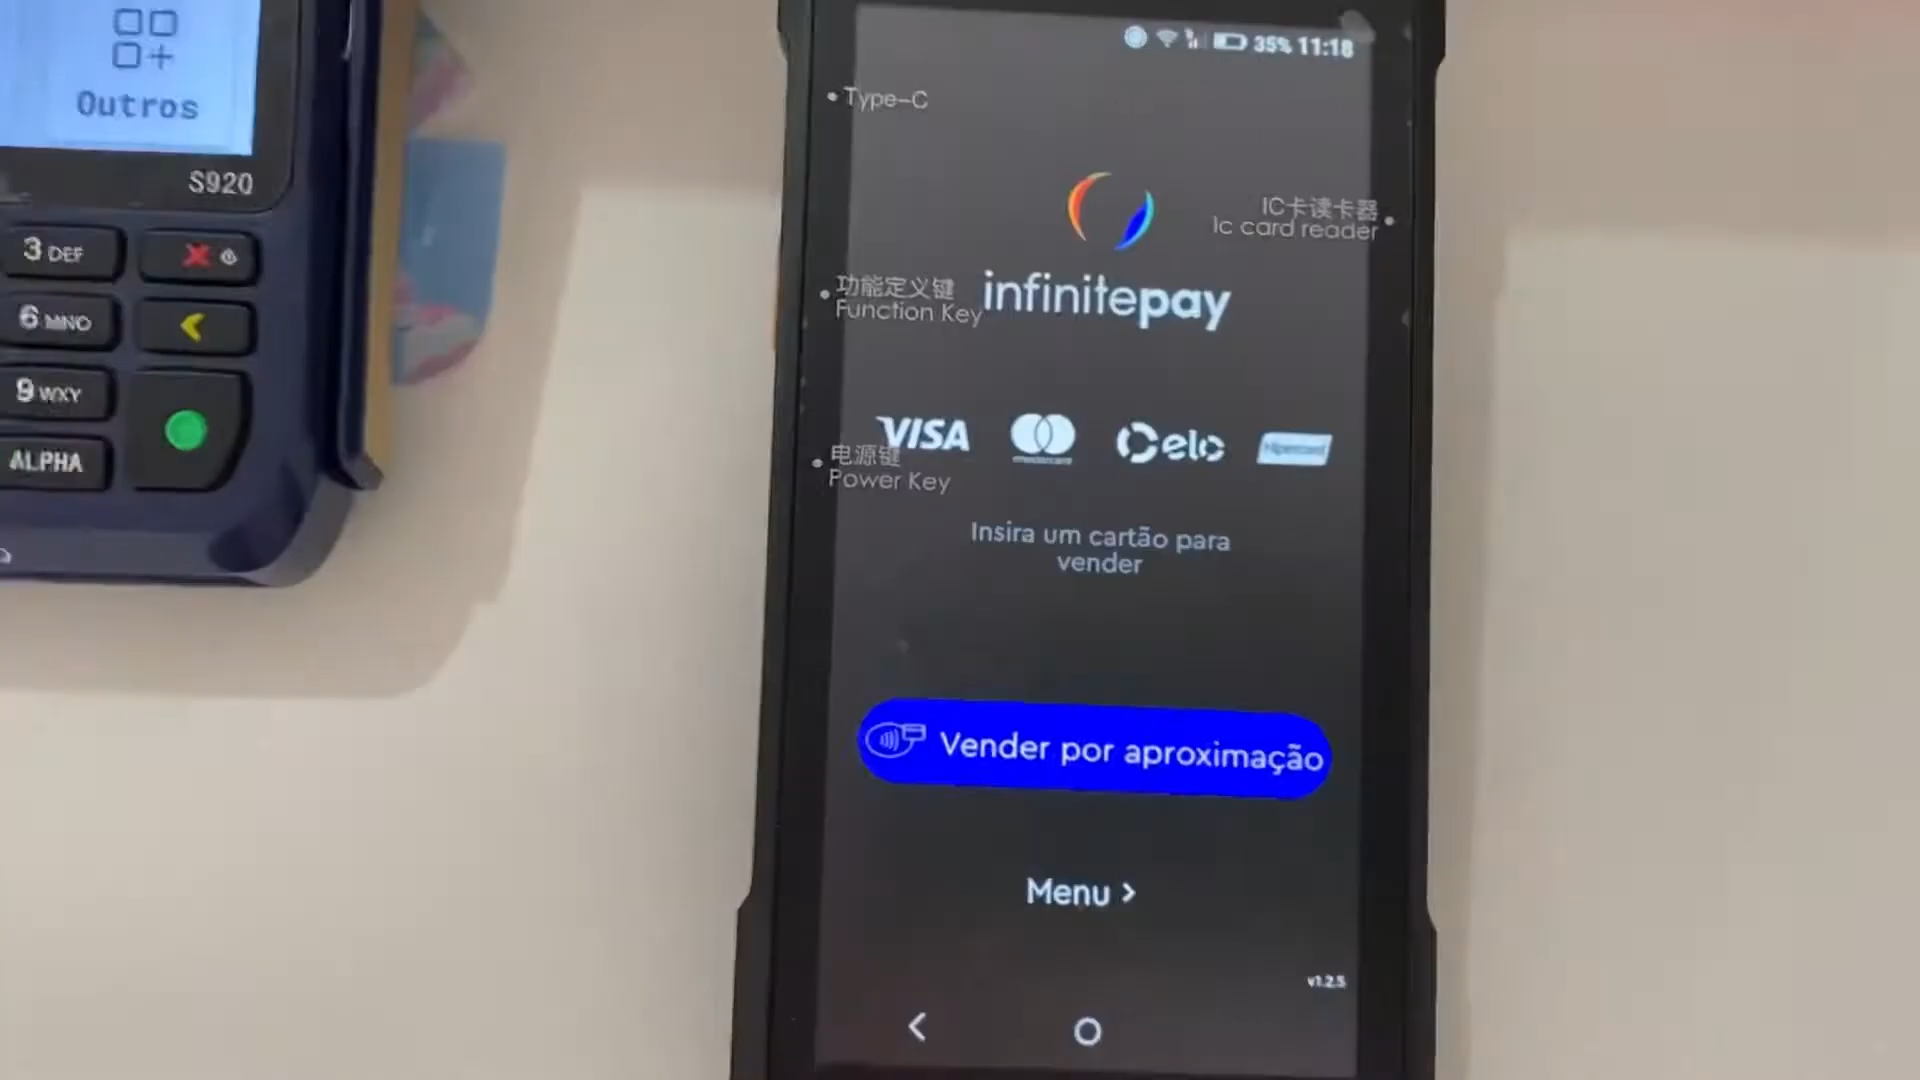 Outros
S920
3 DEF
6 MNO
9 WXY
ALPHA
35% 11:18
Type-C
IC卡读卡器
Ic card reader
功能定义键
Function Key
infinitepay
VISA
mastercard
elo
Hipercard
电源键
Power Key
Insira um cartão para
vender
Vender por aproximação
Menu >
v1.2.5